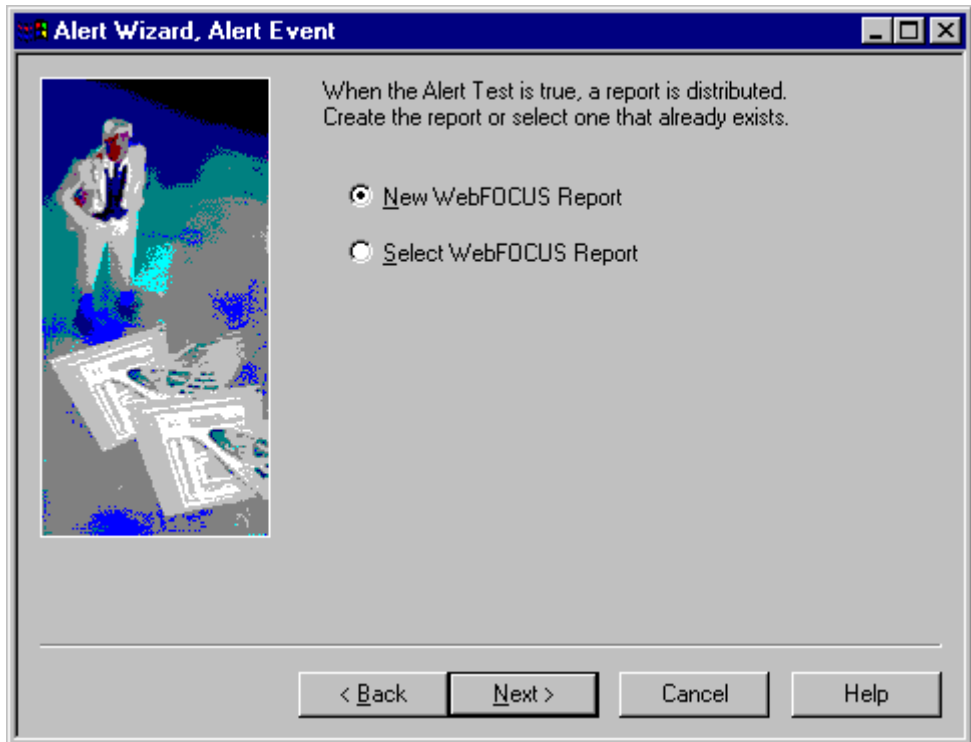 Alert Wizard, Alert Event
When the Alert Test is true, a report is distributed.
Create the report or select one that already exists.
New WebFOCUS Report
Select WebFOCUS Report
< Back
Next >
Cancel
Help